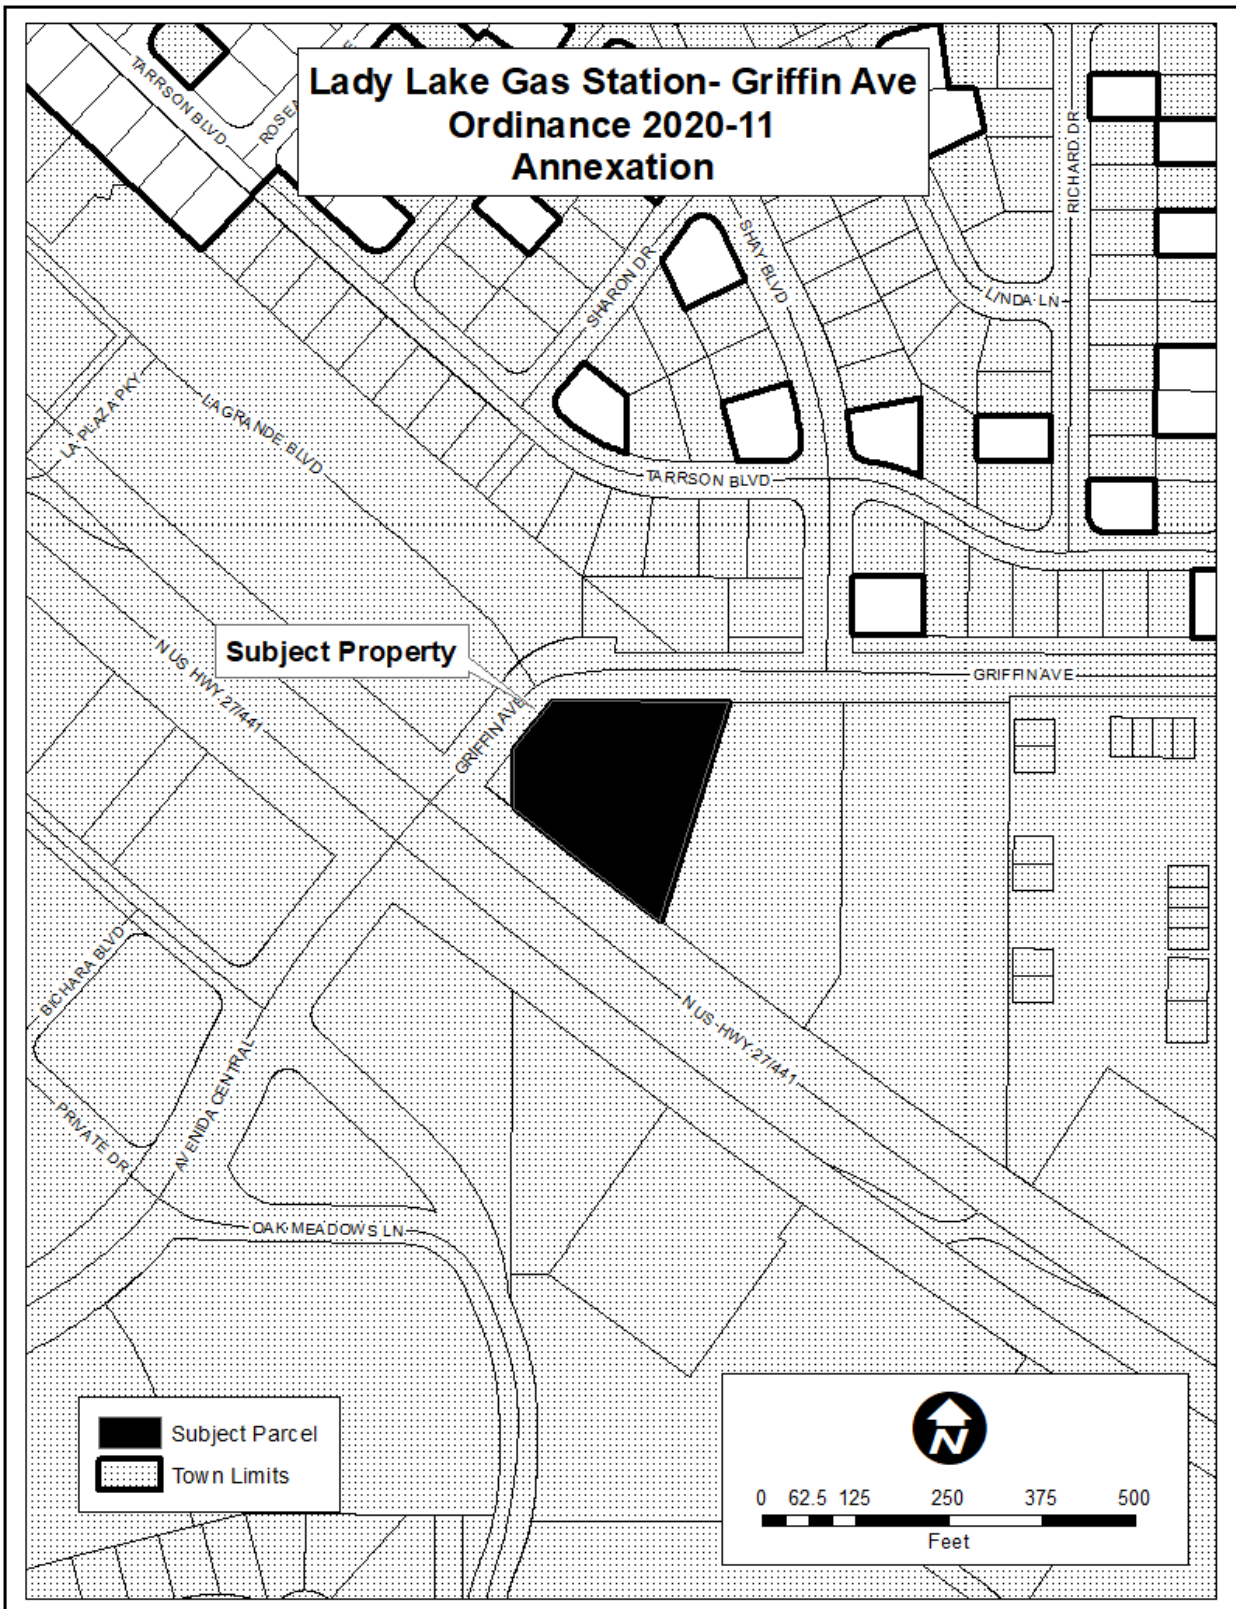 Lady Lake Gas Station- Griffin Ave
Ordinance 2020-11
Annexation
TARRSON BLVD
RICHARD DR
SHAY BLVD
SHARON DR
LINDA LN
LA PLAZA PKY
LAGRANDE BLVD
TARRSON BLVD
Subject Property
N US HWY 27/441
GRIFFIN AVE
GRIFFIN AVE
BICHARA BLVD
N US HWY 27/441
AVENIDA CENTRAL
PRIVATE DR
OAK MEADOWS LN
Subject Parcel
Town Limits
N
0 62.5 125 250 375 500
Feet